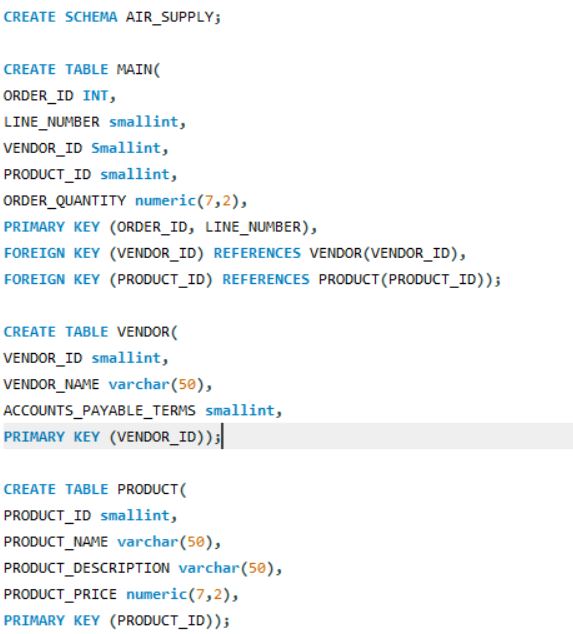 CREATE SCHEMA AIR_SUPPLY;
CREATE TABLE MAIN(
ORDER_ID INT,
LINE_NUMBER smallint,
VENDOR_ID Smallint,
PRODUCT_ID smallint,
ORDER_QUANTITY numeric(7,2),
PRIMARY KEY (ORDER_ID, LINE_NUMBER),
FOREIGN KEY (VENDOR_ID) REFERENCES VENDOR(VENDOR_ID),
FOREIGN KEY (PRODUCT_ID) REFERENCES PRODUCT(PRODUCT_ID));
CREATE TABLE VENDOR(
VENDOR_ID smallint,
VENDOR_NAME varchar(50),
ACCOUNTS_PAYABLE_TERMS smallint,
PRIMARY KEY (VENDOR_ID));
CREATE TABLE PRODUCT(
PRODUCT_ID smallint,
PRODUCT_NAME varchar(50),
PRODUCT_DESCRIPTION varchar(50),
PRODUCT_PRICE numeric(7,2),
PRIMARY KEY (PRODUCT_ID));